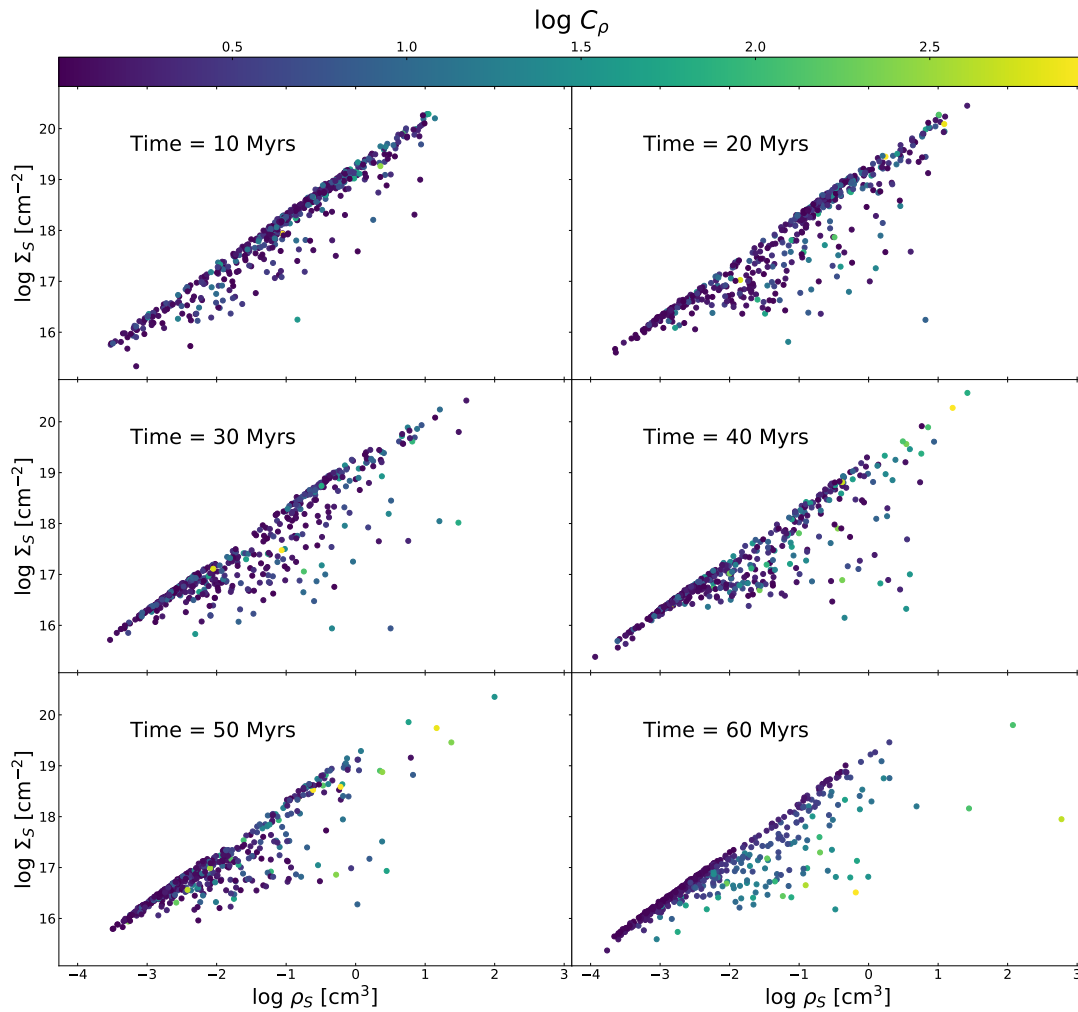 log C_ρ
0.5 1.0 1.5 2.0 2.5
Time = 10 Myrs
Time = 20 Myrs
log Σ_S [cm⁻²]
20
19
18
17
16
Time = 30 Myrs
Time = 40 Myrs
log Σ_S [cm⁻²]
20
19
18
17
16
Time = 50 Myrs
Time = 60 Myrs
log Σ_S [cm⁻²]
20
19
18
17
16
−4 −3 −2 −1 0 1 2 3
−4 −3 −2 −1 0 1 2 3
log ρ_S [cm³]
log ρ_S [cm³]